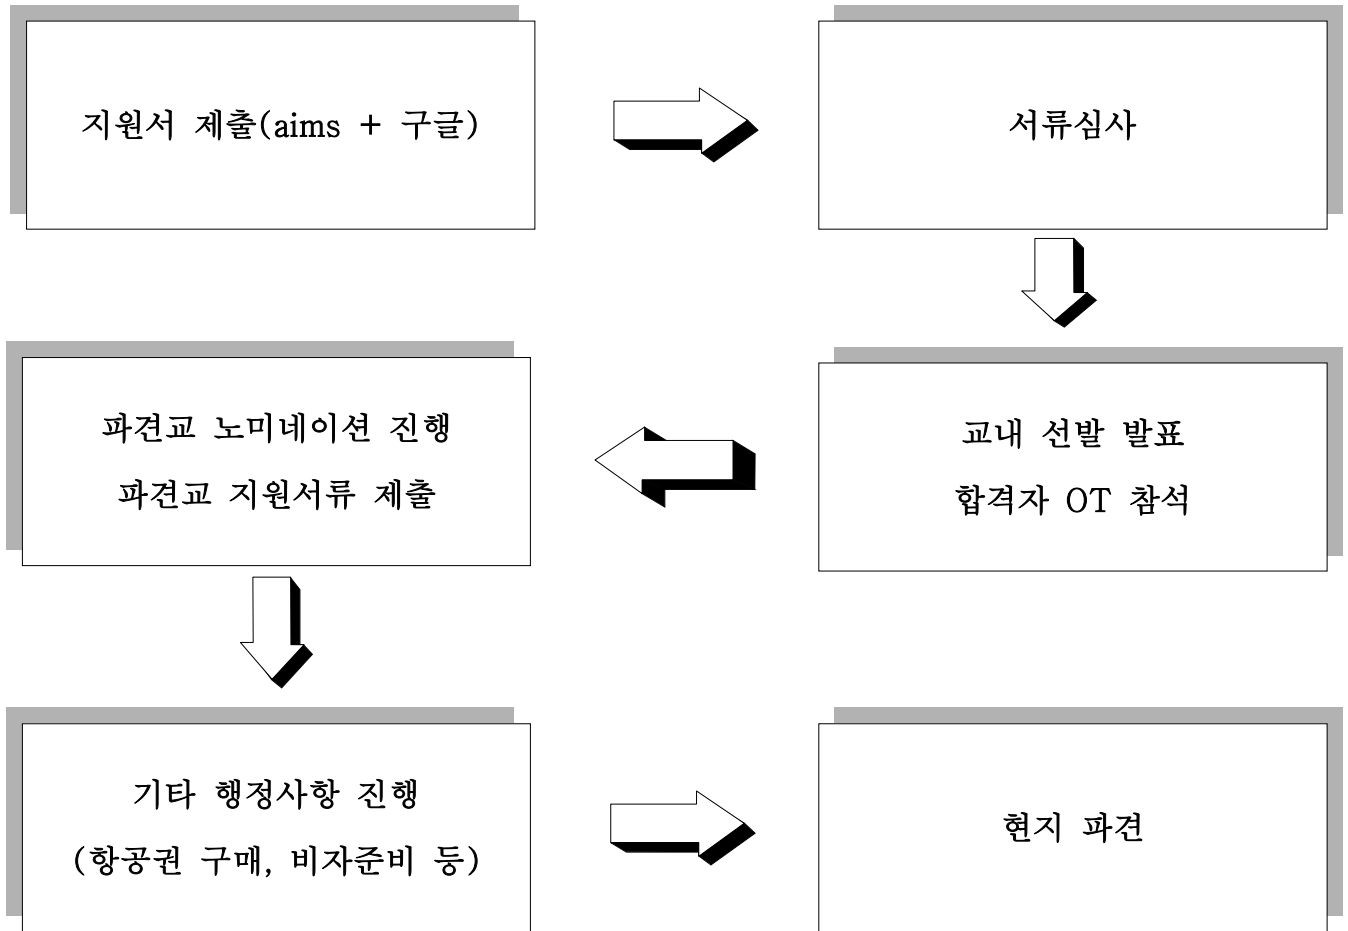 지원서 제출(aims + 구글)
서류심사
교내 선발 발표
합격자 OT 참석
파견교 노미네이션 진행
파견교 지원서류 제출
기타 행정사항 진행
(항공권 구매, 비자준비 등)
현지 파견